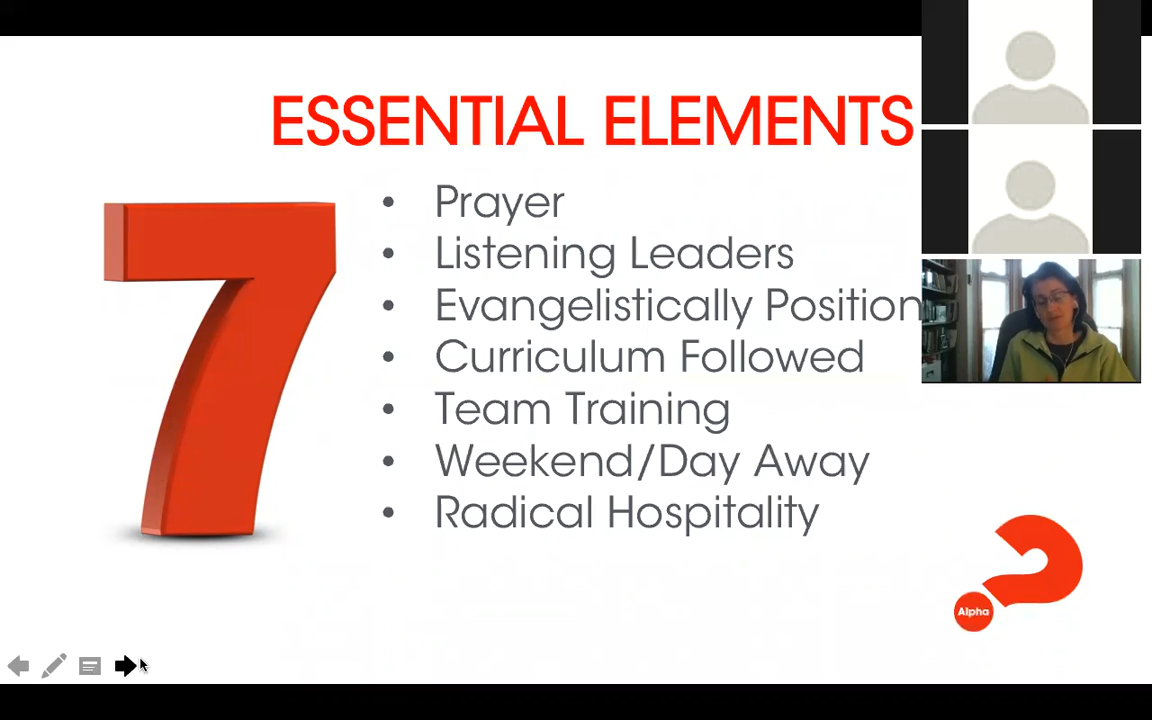 ESSENTIAL ELEMENTS
7
• Prayer
• Listening Leaders
• Evangelistically Position
• Curriculum Followed
• Team Training
• Weekend/Day Away
• Radical Hospitality
Alpha